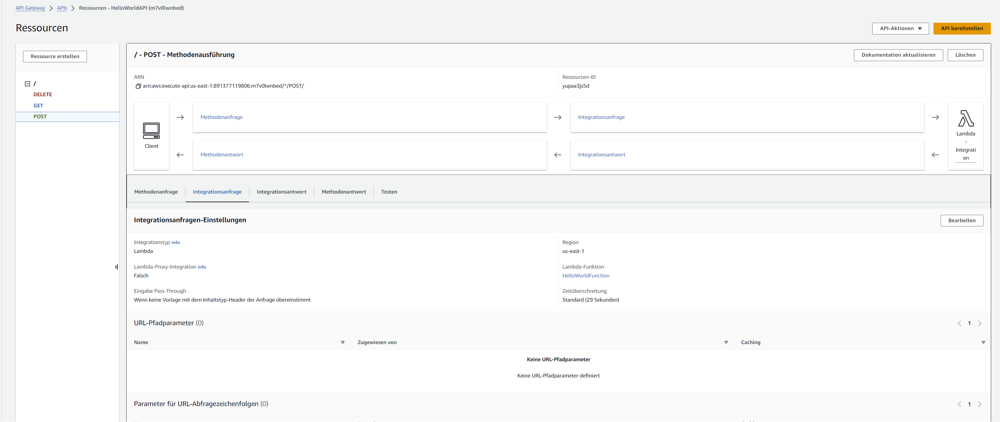 API Gateway > APIs > Ressourcen - HelloWorldAPI (m7v0lwnbed)
Ressourcen
API-Aktionen
API bereitstellen
Ressource erstellen
/
DELETE
GET
POST
/ - POST - Methodenausführung
Dokumentation aktualisieren
Löschen
ARN
arn:aws:execute-api:us-east-1:891377119806:m7v0lwnbed/*/POST/
Ressourcen-ID
yupaa3js5d
Client
Methodenanfrage
Integrationsanfrage
Methodenantwort
Integrationsantwort
Lambda
-
Integrati
on
Methodenanfrage
Integrationsanfrage
Integrationsantwort
Methodenantwort
Testen
Integrationsanfragen-Einstellungen
Bearbeiten
Integrationstyp Info
Lambda
Region
us-east-1
Lambda-Proxy-Integration Info
Falsch
Lambda-Funktion
HelloWorldFunction
Eingabe Pass-Through
Wenn keine Vorlage mit dem Inhaltstyp-Header der Anfrage übereinstimmt
Zeitüberschreitung
Standard (29 Sekunden)
URL-Pfadparameter (0)
1
Name
Zugewiesen von
Caching
Keine URL-Pfadparameter
Keine URL-Pfadparameter definiert
Parameter für URL-Abfragezeichenfolgen (0)
1